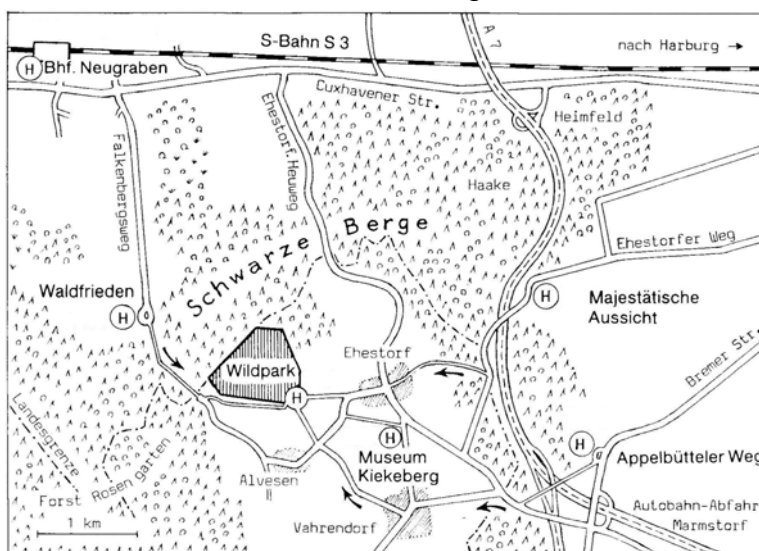 S-Bahn S 3
A 7
nach Harburg →
H Bhf. Neugraben
Cuxhavener Str.
Heimfeld
Falkenbergsweg
Ehestorf. Heuweg
Haake
Schwarze Berge
Ehestorfer Weg
Waldfrieden
H
H
Majestätische
Aussicht
Bremer Str.
Ehestorf
Wildpark
H
Landesgrenze
H
H
Museum
Kiekeberg
Appelbütteler Weg
Alvesen
Forst Rosengarten
1 km
Vahrendorf
Autobahn-Abfahrt
Marmstorf